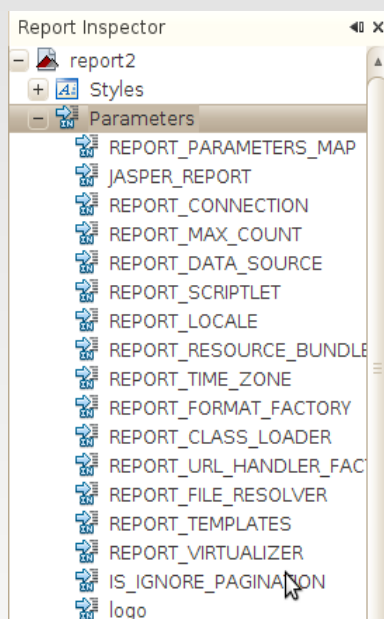 Report Inspector
report2
Styles
Parameters
REPORT_PARAMETERS_MAP
JASPER_REPORT
REPORT_CONNECTION
REPORT_MAX_COUNT
REPORT_DATA_SOURCE
REPORT_SCRIPTLET
REPORT_LOCALE
REPORT_RESOURCE_BUNDLE
REPORT_TIME_ZONE
REPORT_FORMAT_FACTORY
REPORT_CLASS_LOADER
REPORT_URL_HANDLER_FAC
REPORT_FILE_RESOLVER
REPORT_TEMPLATES
REPORT_VIRTUALIZER
IS_IGNORE_PAGINATION
logo